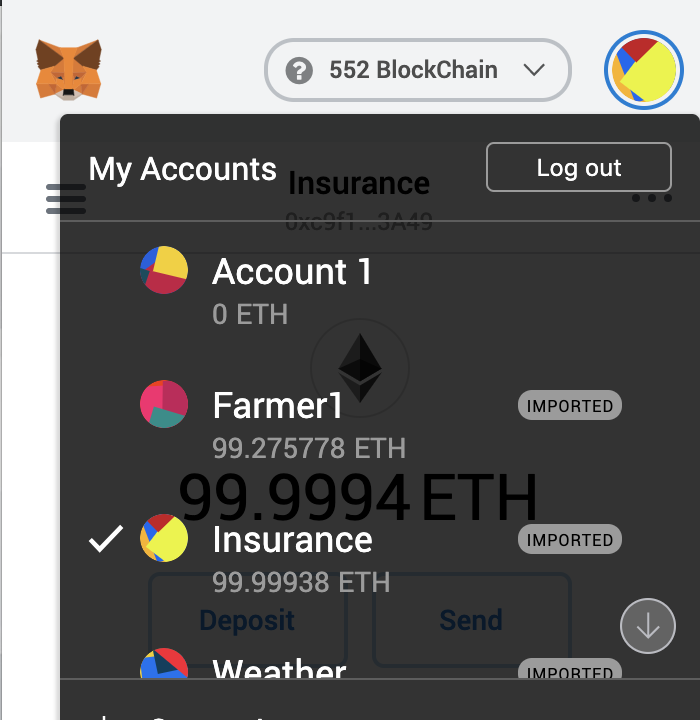 552 BlockChain
My Accounts
Log out
Insurance
0xc9f1...3A49
Account 1
0 ETH
Farmer1
IMPORTED
99.275778 ETH
99.9994 ETH
Insurance
IMPORTED
99.99938 ETH
Deposit
Send
Weather
IMPORTED